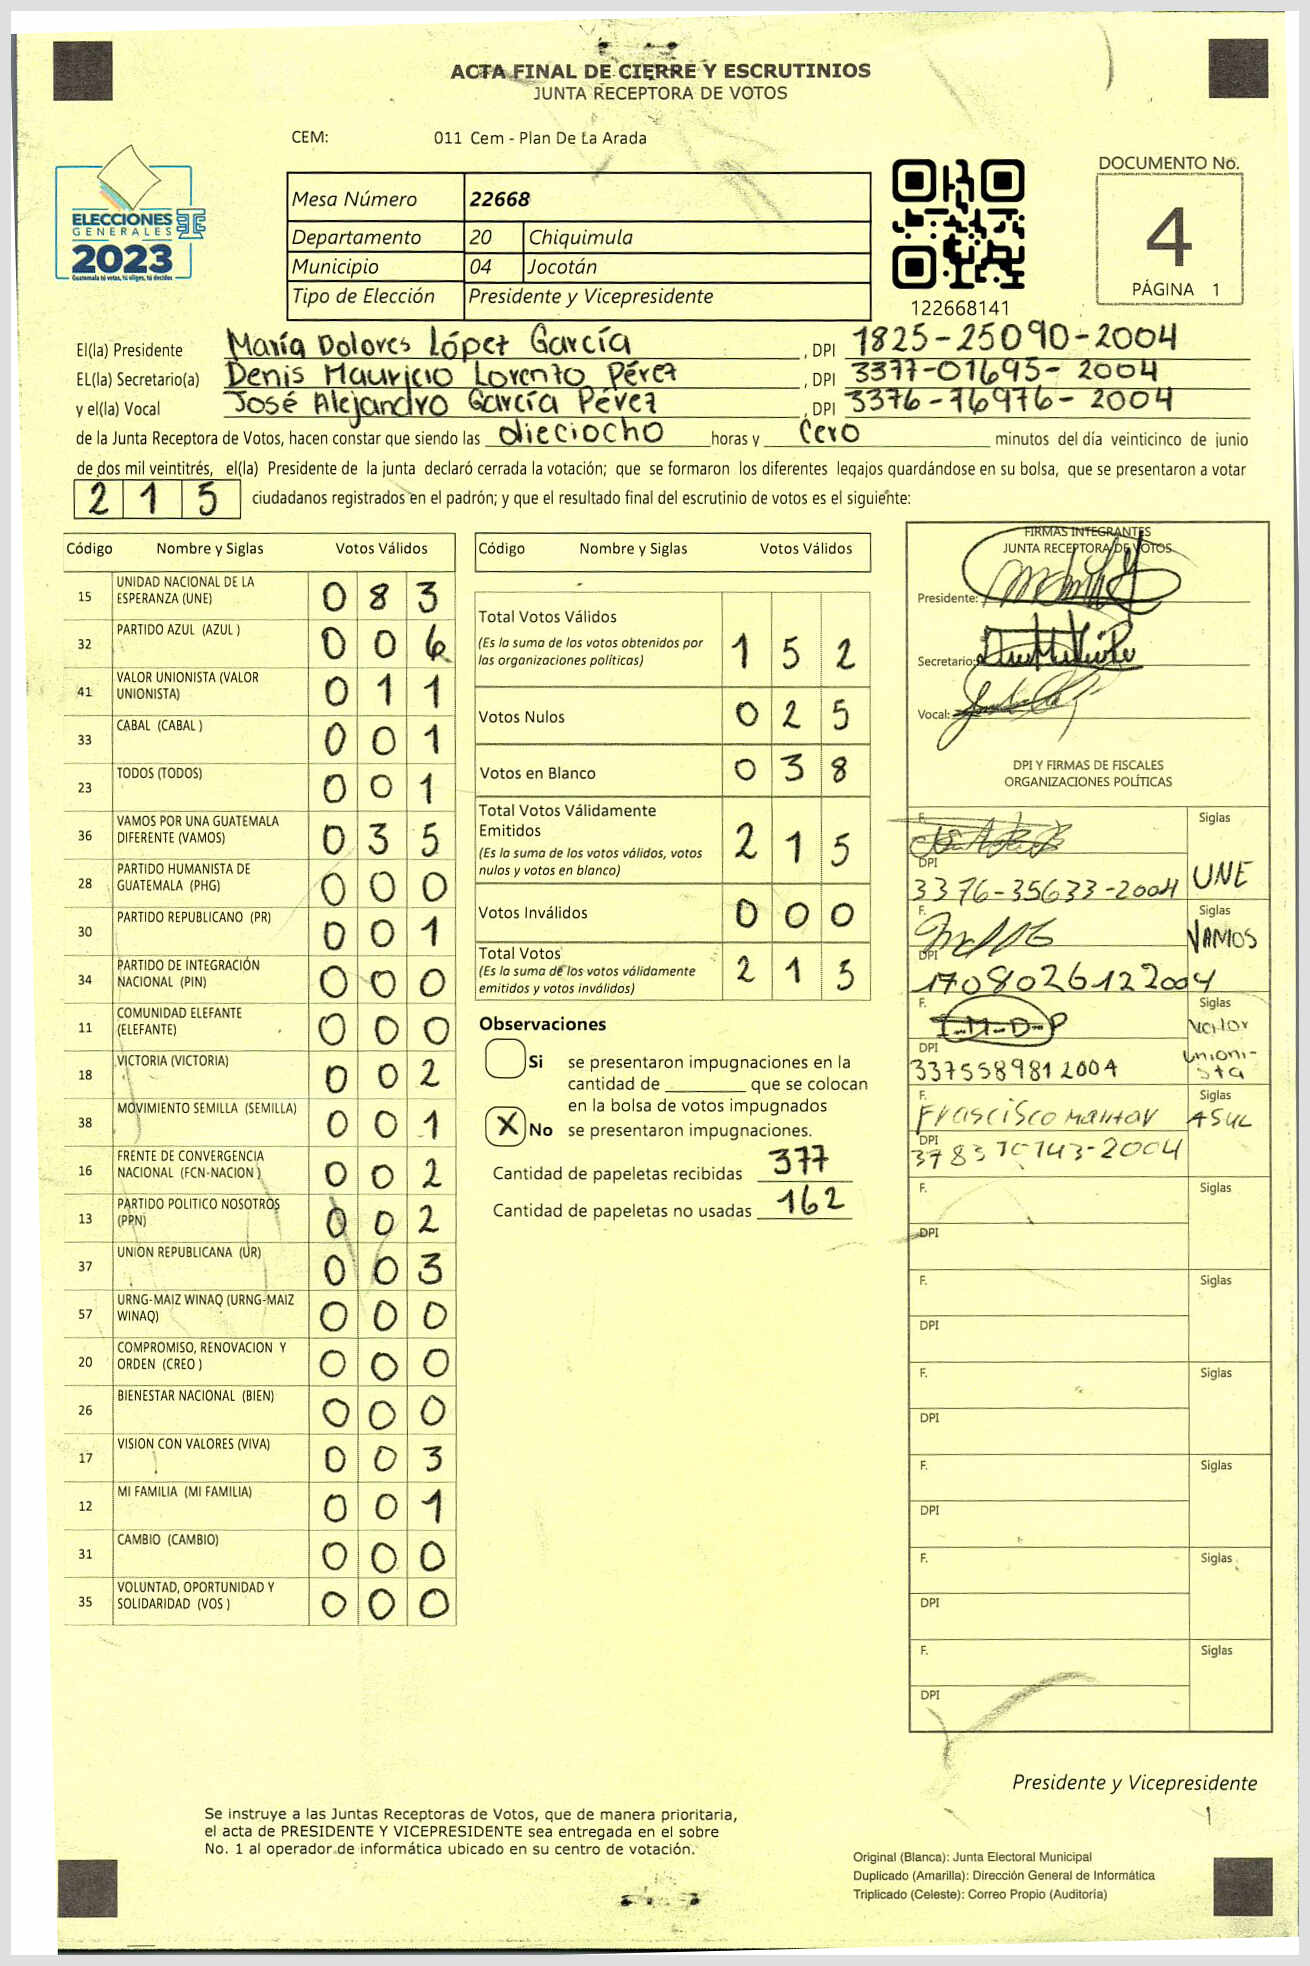 ACTA FINAL DE CIERRE Y ESCRUTINIOS
JUNTA RECEPTORA DE VOTOS
CEM: 011 Cem - Plan De La Arada
ELECCIONES
GENERALES
2023
Guatemala tú votas, tú eliges, tú decides
Mesa Número 22668
Departamento 20 Chiquimula
Municipio 04 Jocotán
Tipo de Elección Presidente y Vicepresidente
122668141
DOCUMENTO No.
4
PÁGINA 1
El(la) Presidente María Dolores López García , DPI 1825-25090-2004
EL(la) Secretario(a) Denis Mauricio Lorenzo Pérez , DPI 3377-01695-2004
y el(la) Vocal José Alejandro García Pérez , DPI 3376-76976-2004
de la Junta Receptora de Votos, hacen constar que siendo las dieciocho horas y Cero minutos del día veinticinco de junio
de dos mil veintitrés, el(la) Presidente de la junta declaró cerrada la votación; que se formaron los diferentes legajos guardándose en su bolsa, que se presentaron a votar
2 1 5 ciudadanos registrados en el padrón; y que el resultado final del escrutinio de votos es el siguiente:
Código Nombre y Siglas Votos Válidos
15 UNIDAD NACIONAL DE LA ESPERANZA (UNE) 0 8 3
32 PARTIDO AZUL (AZUL ) 0 0 6
41 VALOR UNIONISTA (VALOR UNIONISTA) 0 1 1
33 CABAL (CABAL ) 0 0 1
23 TODOS (TODOS) 0 0 1
36 VAMOS POR UNA GUATEMALA DIFERENTE (VAMOS) 0 3 5
28 PARTIDO HUMANISTA DE GUATEMALA (PHG) 0 0 0
30 PARTIDO REPUBLICANO (PR) 0 0 1
34 PARTIDO DE INTEGRACIÓN NACIONAL (PIN) 0 0 0
11 COMUNIDAD ELEFANTE (ELEFANTE) 0 0 0
18 VICTORIA (VICTORIA) 0 0 2
38 MOVIMIENTO SEMILLA (SEMILLA) 0 0 1
16 FRENTE DE CONVERGENCIA NACIONAL (FCN-NACION ) 0 0 2
13 PARTIDO POLITICO NOSOTROS (PPN) 0 0 2
37 UNION REPUBLICANA (UR) 0 0 3
57 URNG-MAIZ WINAQ (URNG-MAIZ WINAQ) 0 0 0
20 COMPROMISO, RENOVACION Y ORDEN (CREO ) 0 0 0
26 BIENESTAR NACIONAL (BIEN) 0 0 0
17 VISION CON VALORES (VIVA) 0 0 3
12 MI FAMILIA (MI FAMILIA) 0 0 1
31 CAMBIO (CAMBIO) 0 0 0
35 VOLUNTAD, OPORTUNIDAD Y SOLIDARIDAD (VOS ) 0 0 0
Código Nombre y Siglas Votos Válidos
Total Votos Válidos 1 5 2
(Es la suma de los votos obtenidos por
las organizaciones políticas)
Votos Nulos 0 2 5
Votos en Blanco 0 3 8
Total Votos Válidamente
Emitidos 2 1 5
(Es la suma de los votos válidos, votos
nulos y votos en blanco)
Votos Inválidos 0 0 0
Total Votos 2 1 5
(Es la suma de los votos válidamente
emitidos y votos inválidos)
Observaciones
Si se presentaron impugnaciones en la
cantidad de ________ que se colocan
en la bolsa de votos impugnados
X No se presentaron impugnaciones.
Cantidad de papeletas recibidas 377
Cantidad de papeletas no usadas 162
FIRMAS INTEGRANTES
JUNTA RECEPTORA DE VOTOS
Presidente:
Secretario:
Vocal:
DPI Y FIRMAS DE FISCALES
ORGANIZACIONES POLÍTICAS
F. Siglas
DPI
3376-35633-2004 UNE
F. Siglas
VAMOS
DPI
1708026122004
F. I-M-D-P Siglas
Valor
DPI Unioni-
3375589812004 sta
F. Siglas
Francisco ASUL
DPI
F. Siglas
DPI
F. Siglas
DPI
F. Siglas
DPI
F. Siglas
DPI
F. Siglas
DPI
F. Siglas
DPI
Presidente y Vicepresidente
1
Se instruye a las Juntas Receptoras de Votos, que de manera prioritaria,
el acta de PRESIDENTE Y VICEPRESIDENTE sea entregada en el sobre
No. 1 al operador de informática ubicado en su centro de votación.
Original (Blanca): Junta Electoral Municipal
Duplicado (Amarilla): Dirección General de Informática
Triplicado (Celeste): Correo Propio (Auditoría)